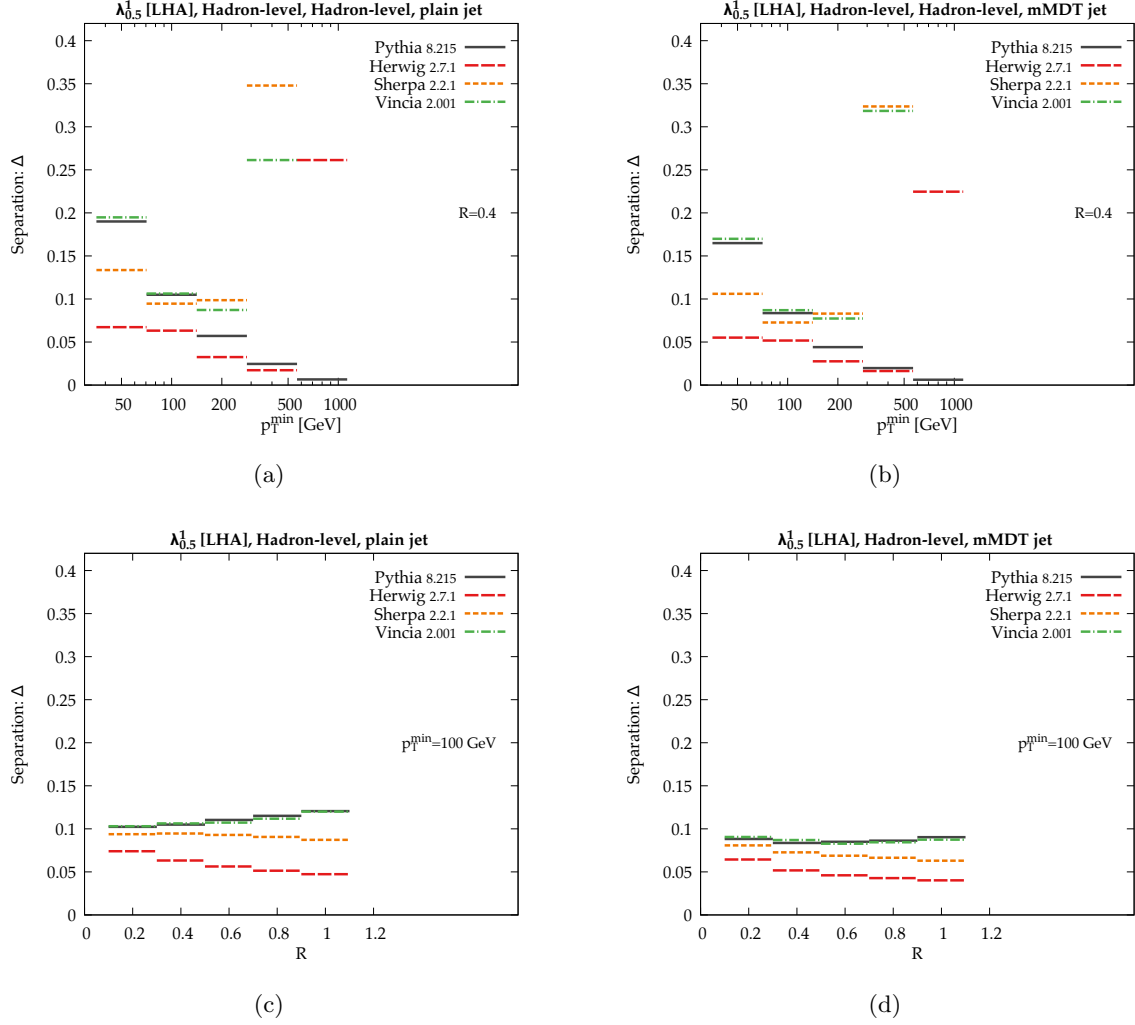 λ¹₀.₅ [LHA], Hadron-level, Hadron-level, plain jet
0.4
0.35
0.3
0.25
0.2
0.15
0.1
0.05
0
Separation: Δ
Pythia 8.215
Herwig 2.7.1
Sherpa 2.2.1
Vincia 2.001
R=0.4
50 100 200 500 1000
p_T^min [GeV]
(a)
λ¹₀.₅ [LHA], Hadron-level, Hadron-level, mMDT jet
0.4
0.35
0.3
0.25
0.2
0.15
0.1
0.05
0
Separation: Δ
Pythia 8.215
Herwig 2.7.1
Sherpa 2.2.1
Vincia 2.001
R=0.4
50 100 200 500 1000
p_T^min [GeV]
(b)
λ¹₀.₅ [LHA], Hadron-level, plain jet
0.4
0.35
0.3
0.25
0.2
0.15
0.1
0.05
0
Separation: Δ
Pythia 8.215
Herwig 2.7.1
Sherpa 2.2.1
Vincia 2.001
p_T^min=100 GeV
0 0.2 0.4 0.6 0.8 1 1.2
R
(c)
λ¹₀.₅ [LHA], Hadron-level, mMDT jet
0.4
0.35
0.3
0.25
0.2
0.15
0.1
0.05
0
Separation: Δ
Pythia 8.215
Herwig 2.7.1
Sherpa 2.2.1
Vincia 2.001
p_T^min=100 GeV
0 0.2 0.4 0.6 0.8 1 1.2
R
(d)